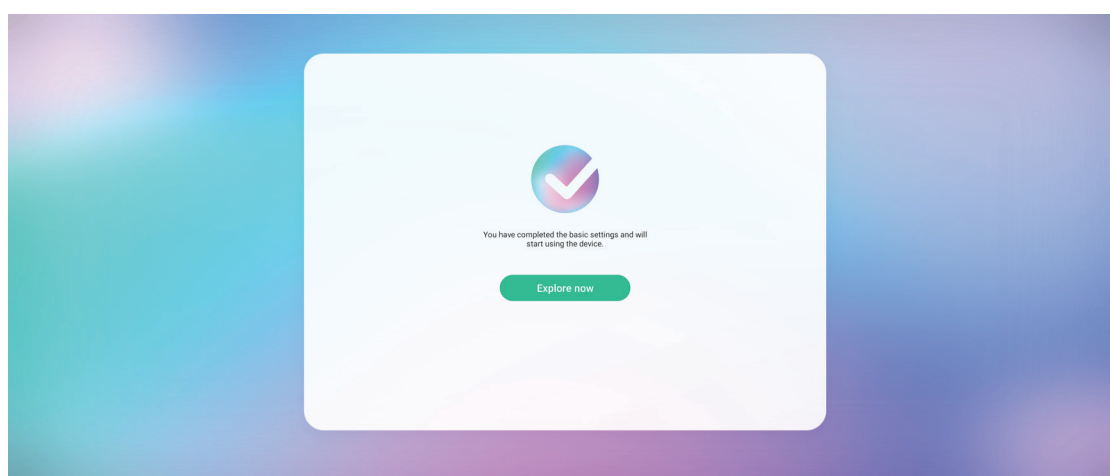 You have completed the basic settings and will
start using the device.
Explore now